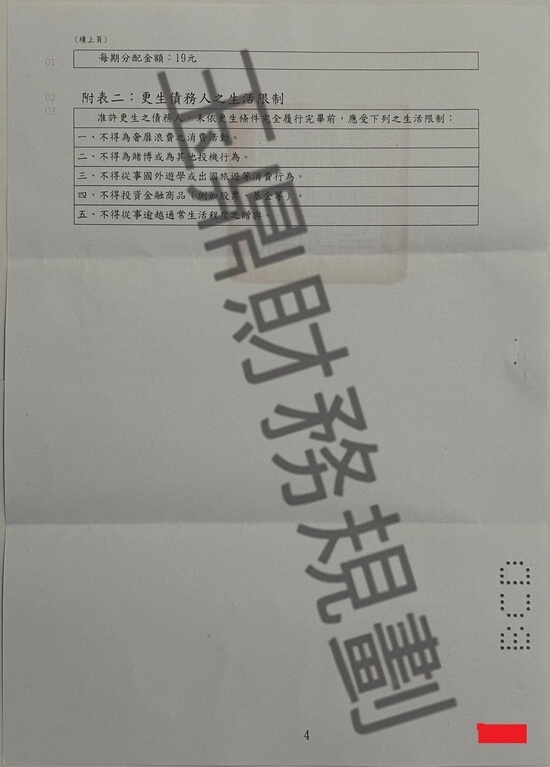 (續上頁)
01 每期分配金額：19元
02 附表二：更生債務人之生活限制
03 准許更生之債務人，未依更生條件完全履行完畢前，應受下列之生活限制：
一、不得為奢靡浪費之消費活動。
二、不得為賭博或為其他投機行為。
三、不得從事國外遊學或出國旅遊等消費行為。
四、不得投資金融商品（例如股票、基金等）。
五、不得從事逾越通常生活程度之贈與。
鼎財務規劃
4